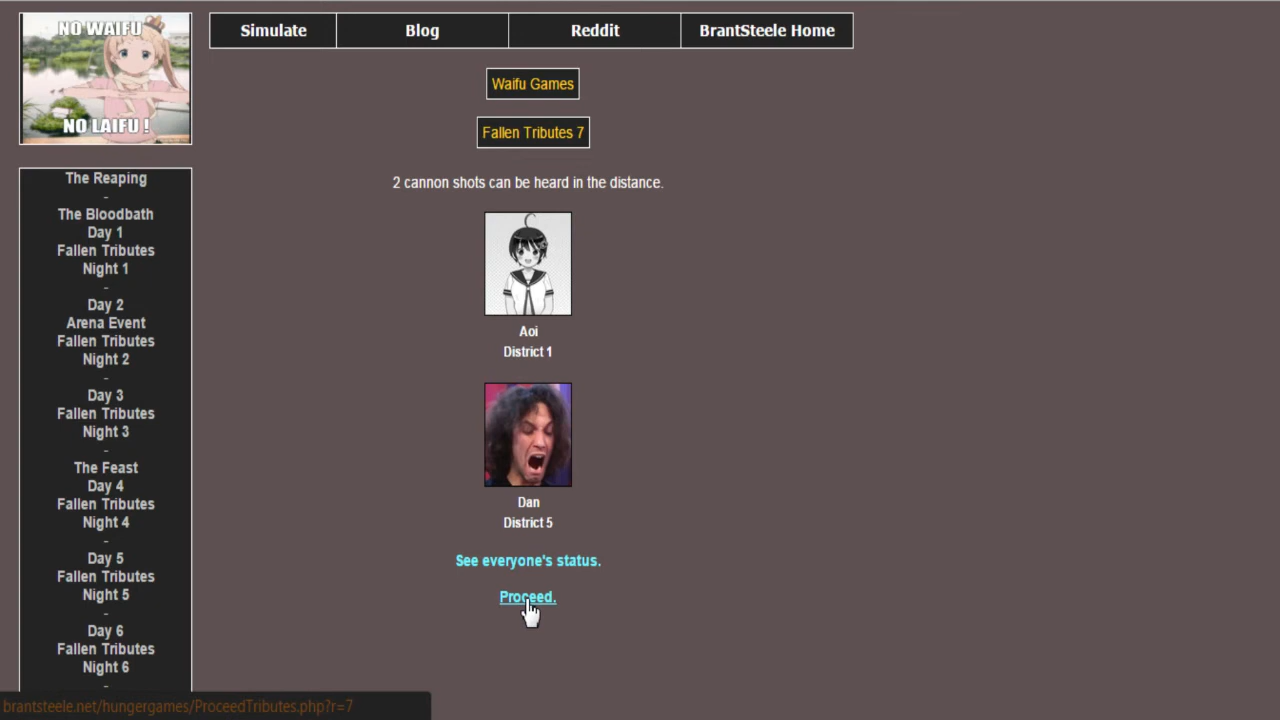 NO WAIFU
NO LAIFU !
Simulate
Blog
Reddit
BrantSteele Home
Waifu Games
Fallen Tributes 7
2 cannon shots can be heard in the distance.
Aoi
District 1
Dan
District 5
See everyone's status.
Proceed.
The Reaping
-
The Bloodbath
Day 1
Fallen Tributes
Night 1
-
Day 2
Arena Event
Fallen Tributes
Night 2
-
Day 3
Fallen Tributes
Night 3
-
The Feast
Day 4
Fallen Tributes
Night 4
-
Day 5
Fallen Tributes
Night 5
-
Day 6
Fallen Tributes
Night 6
-
brantsteele.net/hungergames/ProceedTributes.php?r=7